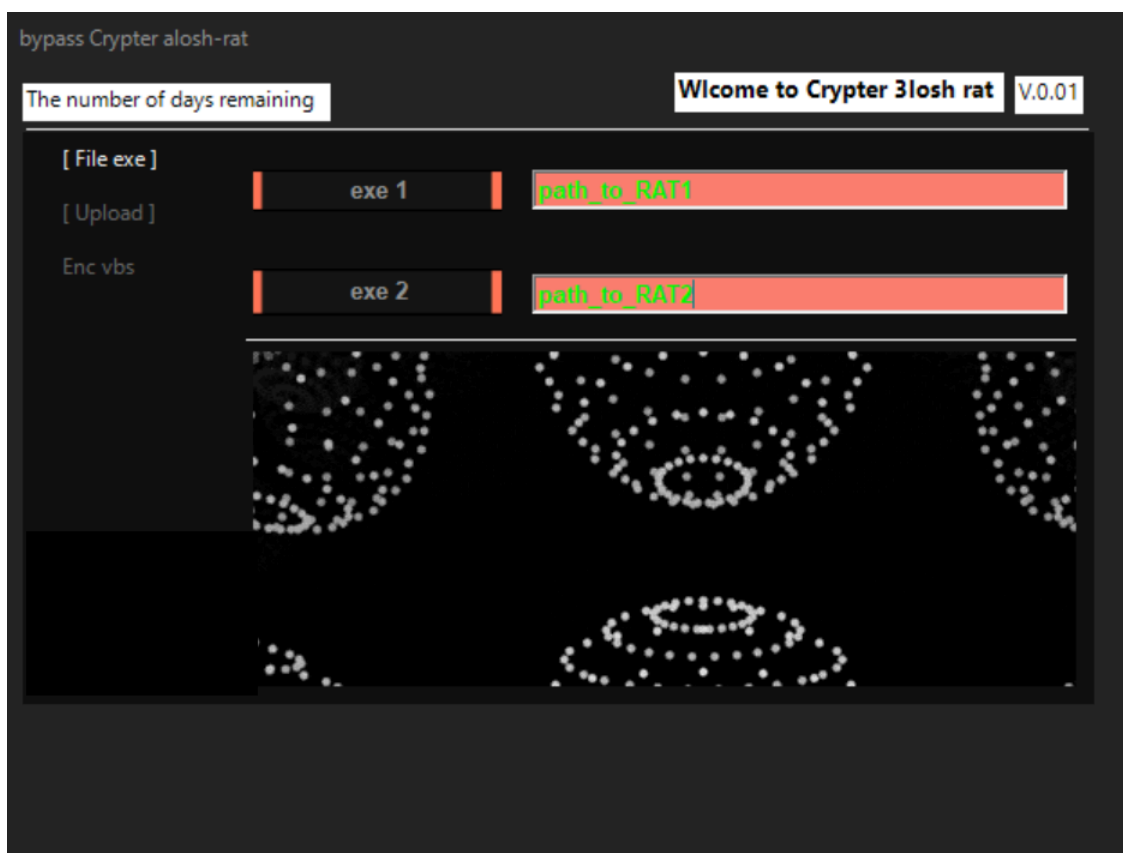 bypass Crypter alosh-rat
The number of days remaining
Wlcome to Crypter 3losh rat
V.0.01
[ File exe ]
exe 1
path_to_RAT1
[ Upload ]
Enc vbs
exe 2
path_to_RAT2